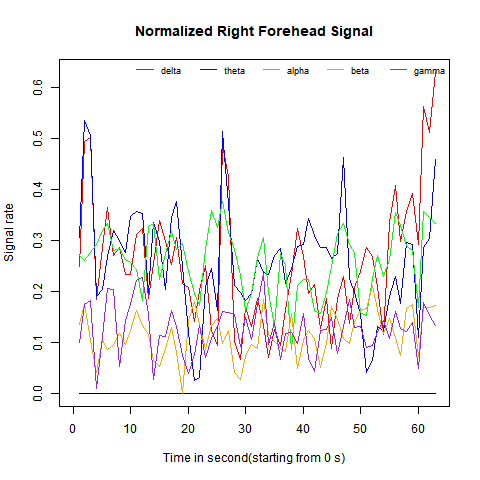 Normalized Right Forehead Signal
delta theta alpha beta gamma
Signal rate
0.6
0.5
0.4
0.3
0.2
0.1
0.0
0 10 20 30 40 50 60
Time in second(starting from 0 s)